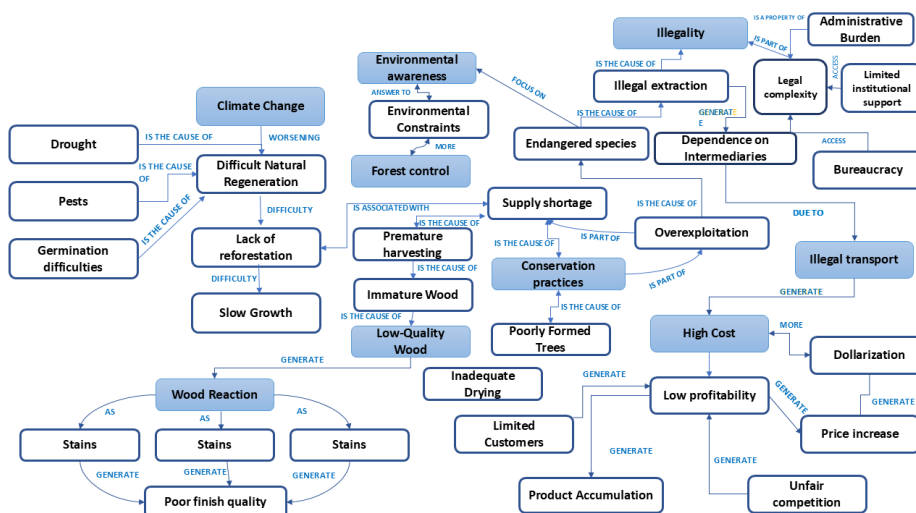 Climate Change
Drought
IS THE CAUSE OF
WORSENING
Difficult Natural
Regeneration
IS THE CAUSE
OF
Pests
IS THE CAUSE OF
Germination
difficulties
DIFFICULTY
Lack of
reforestation
DIFFICULTY
Slow Growth
Environmental
awareness
ANSWER TO
Environmental
Constraints
MORE
Forest control
FOCUS ON
IS ASSOCIATED WITH
Supply shortage
IS THE CAUSE OF
Premature
harvesting
IS THE CAUSE OF
Immature Wood
IS THE CAUSE OF
Low-Quality
Wood
GENERATE
Wood Reaction
AS
AS
AS
Stains
Stains
Stains
GENERATE
GENERATE
GENERATE
Poor finish quality
Illegality
IS A PROPERTY OF
Administrative
Burden
IS PART OF
IS THE CAUSE OF
Illegal extraction
Legal
complexity
ACCESS
Limited
institutional
support
IS THE CAUSE OF
GENERAT
E
Endangered species
Dependence on
Intermediaries
ACCESS
Bureaucracy
IS THE CAUSE OF
IS PART OF
Overexploitation
DUE TO
IS THE CAUSE OF
Conservation
practices
IS PART OF
Illegal transport
IS THE CAUSE OF
Poorly Formed
Trees
GENERATE
High Cost
MORE
Dollarization
Inadequate
Drying
GENERATE
Low profitability
GENERATE
GENERATE
Limited
Customers
Price increase
GENERATE
GENERATE
Product Accumulation
Unfair
competition